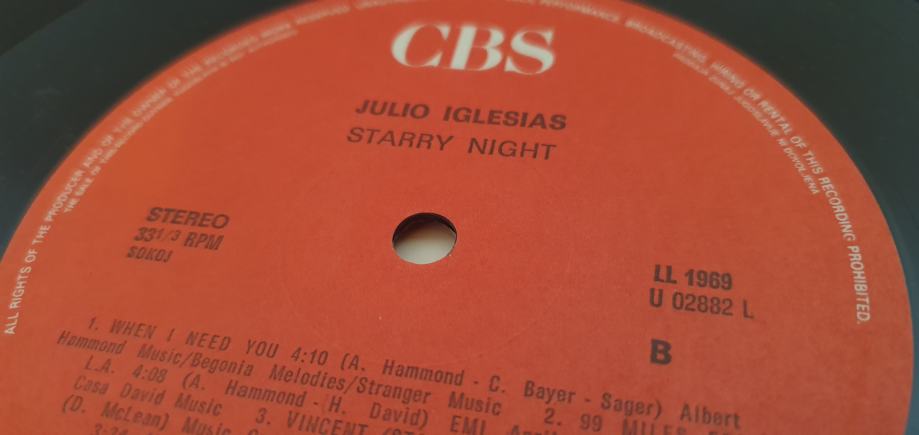 CBS
JULIO IGLESIAS
STARRY NIGHT
STEREO
33 1/3 RPM
SOKOJ
LL 1969
U 02882 L
B
ALL RIGHTS OF THE PRODUCER AND OF THE OWNER OF THE RECORDED WORK RESERVED
PERFORMANCE, BROADCASTING, HIRING OR RENTAL OF THIS RECORDING PROHIBITED.
1. WHEN I NEED YOU 4:10 (A. Hammond - C. Bayer - Sager) Albert
Hammond Music/Begonia Melodies/Stranger Music 2. 99 MILES
L.A. 4:08 (A. Hammond - H. David) EMI April
Casa David Music 3. VINCENT
(D. McLean) Music
3:24